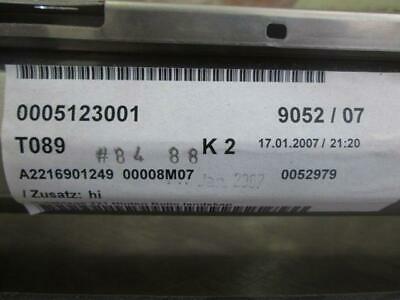 0005123001 9052 / 07
T089 #84 88 K 2 17.01.2007 / 21:20
A2216901249 00008M07 Jan. 2007 0052979
/ Zusatz: hi